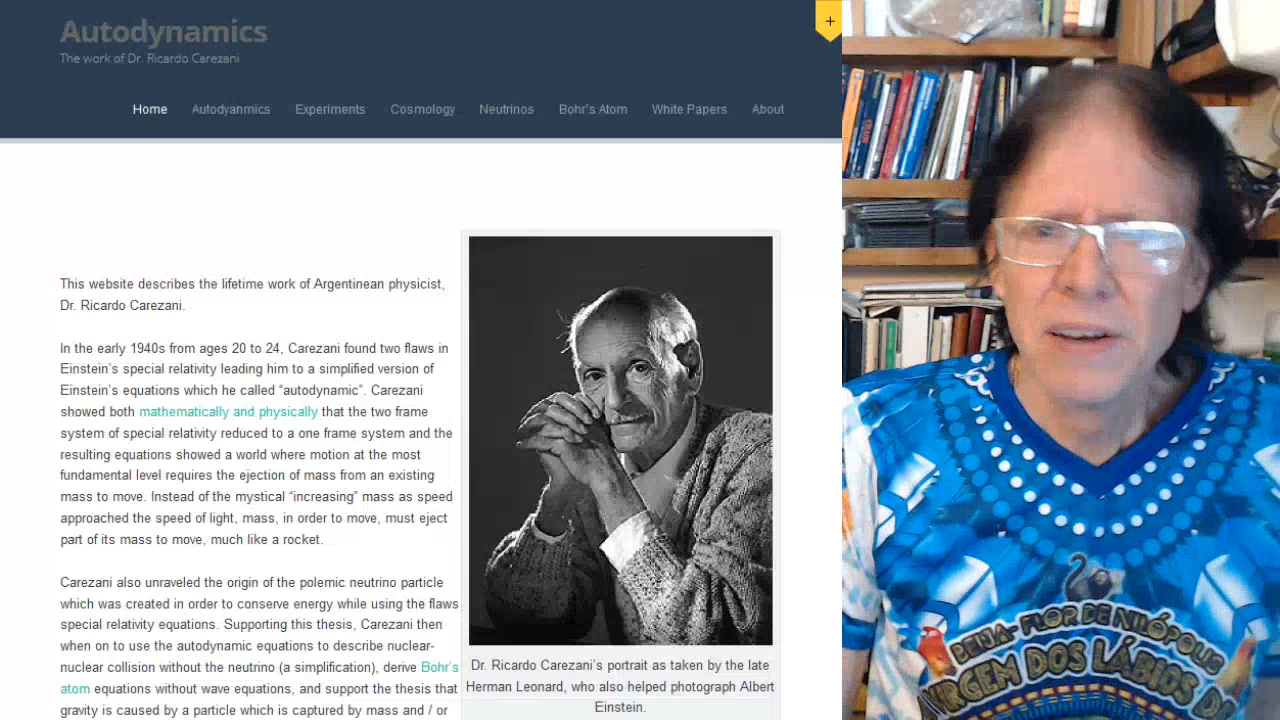 Autodynamics
The work of Dr. Ricardo Carezani
+
Home Autodyanmics Experiments Cosmology Neutrinos Bohr's Atom White Papers About
This website describes the lifetime work of Argentinean physicist,
Dr. Ricardo Carezani.
In the early 1940s from ages 20 to 24, Carezani found two flaws in
Einstein's special relativity leading him to a simplified version of
Einstein's equations which he called “autodynamic”. Carezani
showed both mathematically and physically that the two frame
system of special relativity reduced to a one frame system and the
resulting equations showed a world where motion at the most
fundamental level requires the ejection of mass from an existing
mass to move. Instead of the mystical “increasing” mass as speed
approached the speed of light, mass, in order to move, must eject
part of its mass to move, much like a rocket.
Carezani also unraveled the origin of the polemic neutrino particle
which was created in order to conserve energy while using the flaws
special relativity equations. Supporting this thesis, Carezani then
when on to use the autodynamic equations to describe nuclear-
nuclear collision without the neutrino (a simplification), derive Bohr's
atom equations without wave equations, and support the thesis that
gravity is caused by a particle which is captured by mass and / or
Dr. Ricardo Carezani's portrait as taken by the late
Herman Leonard, who also helped photograph Albert
Einstein.
BEIJA-FLOR DE NILÓPOLIS
VIRGEM DOS LÁBIOS D